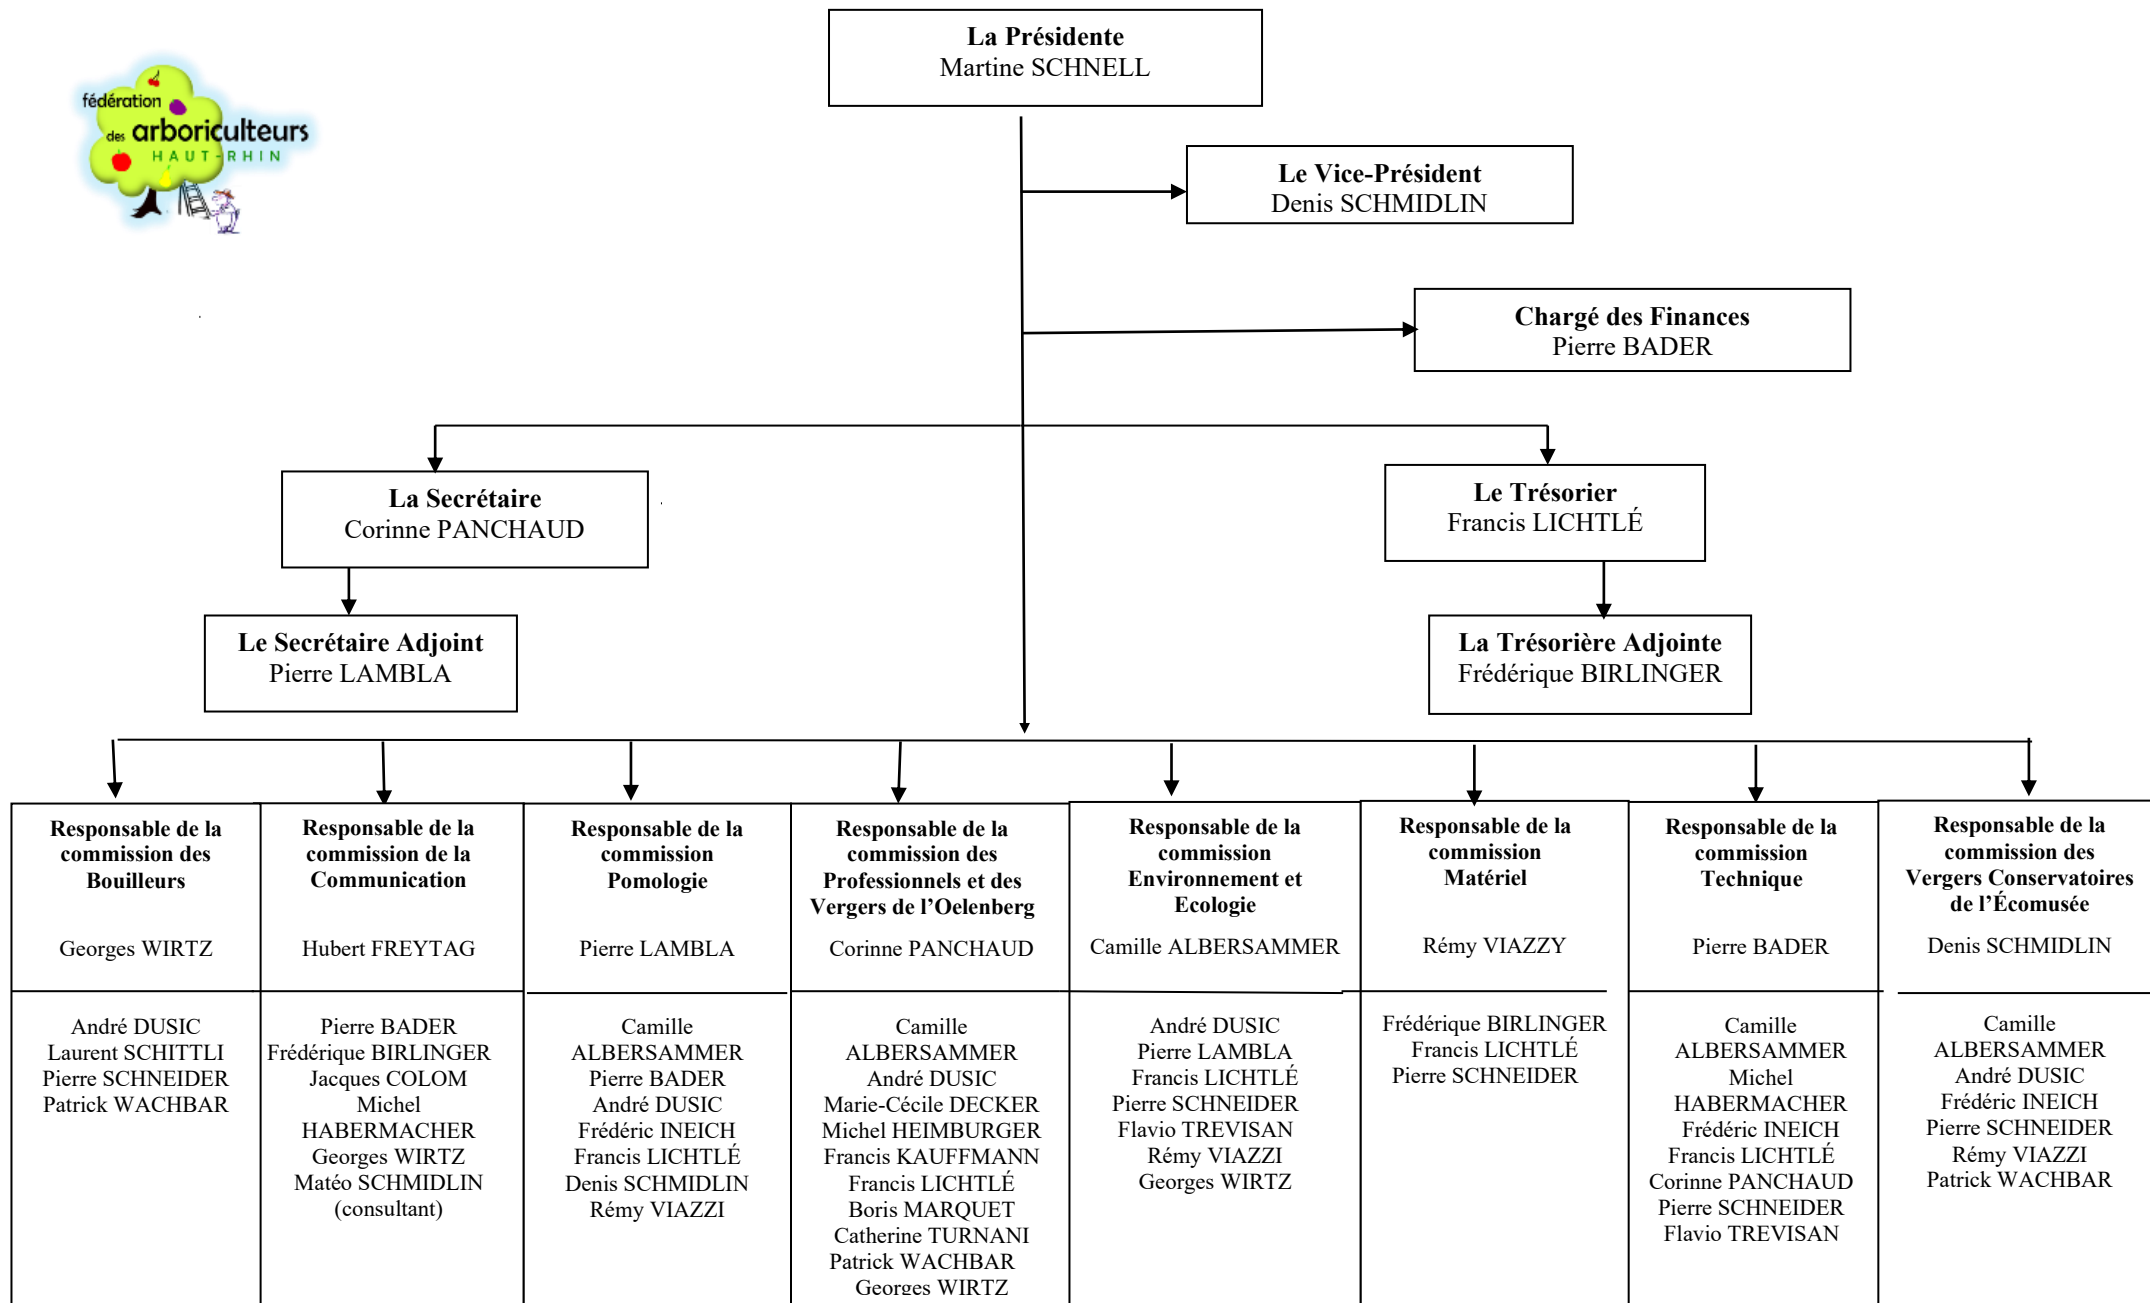 La Présidente
Martine SCHNELL
fédération
des arboriculteurs
HAUT-RHIN
Le Vice-Président
Denis SCHMIDLIN
Chargé des Finances
Pierre BADER
La Secrétaire
Corinne PANCHAUD
Le Trésorier
Francis LICHTLÉ
Le Secrétaire Adjoint
Pierre LAMBLA
La Trésorière Adjointe
Frédérique BIRLINGER
Responsable de la
commission des
Bouilleurs
Georges WIRTZ
André DUSIC
Laurent SCHITTLI
Pierre SCHNEIDER
Patrick WACHBAR
Responsable de la
commission de la
Communication
Hubert FREYTAG
Pierre BADER
Frédérique BIRLINGER
Jacques COLOM
Michel
HABERMACHER
Georges WIRTZ
Matéo SCHMIDLIN
(consultant)
Responsable de la
commission
Pomologie
Pierre LAMBLA
Camille
ALBERSAMMER
Pierre BADER
André DUSIC
Frédéric INEICH
Francis LICHTLÉ
Denis SCHMIDLIN
Rémy VIAZZI
Responsable de la
commission des
Professionnels et des
Vergers de l’Oelenberg
Corinne PANCHAUD
Camille
ALBERSAMMER
André DUSIC
Marie-Cécile DECKER
Michel HEIMBURGER
Francis KAUFFMANN
Francis LICHTLÉ
Boris MARQUET
Catherine TURNANI
Patrick WACHBAR
Georges WIRTZ
Responsable de la
commission
Environnement et
Ecologie
Camille ALBERSAMMER
André DUSIC
Pierre LAMBLA
Francis LICHTLÉ
Pierre SCHNEIDER
Flavio TREVISAN
Rémy VIAZZI
Georges WIRTZ
Responsable de la
commission
Matériel
Rémy VIAZZY
Frédérique BIRLINGER
Francis LICHTLÉ
Pierre SCHNEIDER
Responsable de la
commission
Technique
Pierre BADER
Camille
ALBERSAMMER
Michel
HABERMACHER
Frédéric INEICH
Francis LICHTLÉ
Corinne PANCHAUD
Pierre SCHNEIDER
Flavio TREVISAN
Responsable de la
commission des
Vergers Conservatoires
de l’Écomusée
Denis SCHMIDLIN
Camille
ALBERSAMMER
André DUSIC
Frédéric INEICH
Pierre SCHNEIDER
Rémy VIAZZI
Patrick WACHBAR